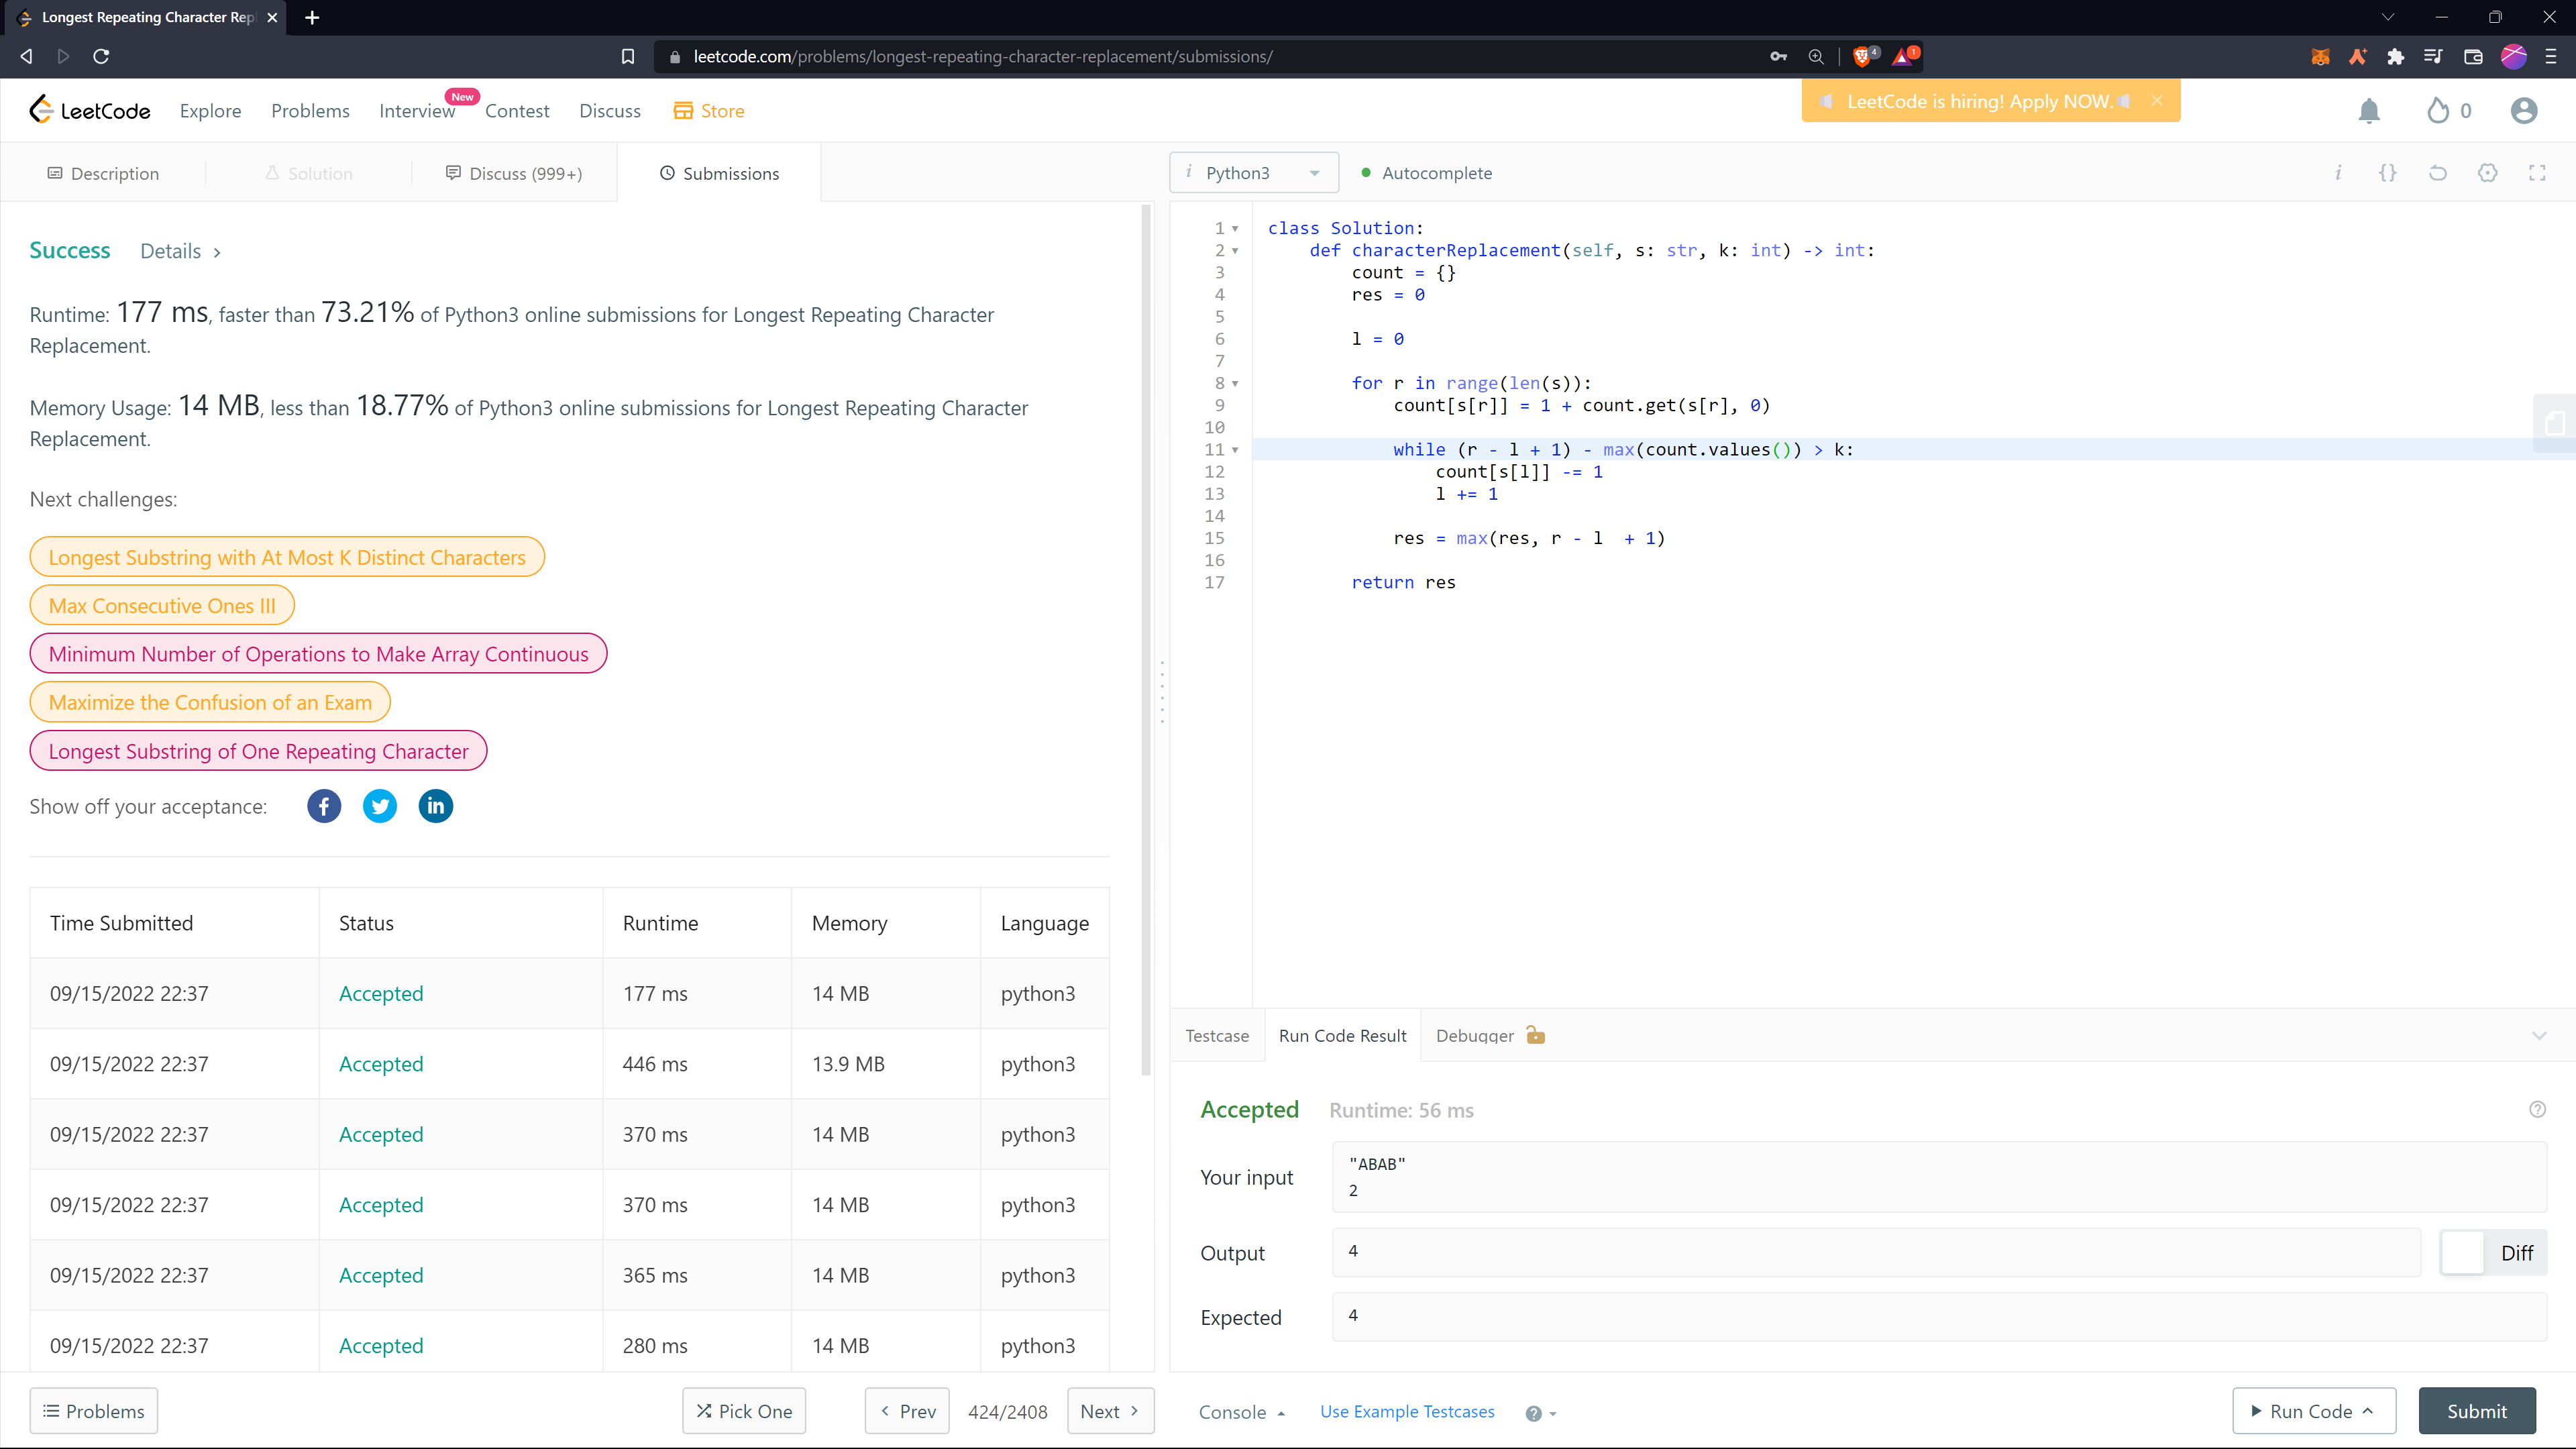 Longest Repeating Character Rep
leetcode.com/problems/longest-repeating-character-replacement/submissions/
4
1
LeetCode
Explore
Problems
Interview
New
Contest
Discuss
Store
LeetCode is hiring! Apply NOW.
0
Description
Solution
Discuss (999+)
Submissions
Success
Details
Runtime: 177 ms, faster than 73.21% of Python3 online submissions for Longest Repeating Character
Replacement.
Memory Usage: 14 MB, less than 18.77% of Python3 online submissions for Longest Repeating Character
Replacement.
Next challenges:
Longest Substring with At Most K Distinct Characters
Max Consecutive Ones III
Minimum Number of Operations to Make Array Continuous
Maximize the Confusion of an Exam
Longest Substring of One Repeating Character
Show off your acceptance:
Time Submitted Status Runtime Memory Language
09/15/2022 22:37 Accepted 177 ms 14 MB python3
09/15/2022 22:37 Accepted 446 ms 13.9 MB python3
09/15/2022 22:37 Accepted 370 ms 14 MB python3
09/15/2022 22:37 Accepted 370 ms 14 MB python3
09/15/2022 22:37 Accepted 365 ms 14 MB python3
09/15/2022 22:37 Accepted 280 ms 14 MB python3
Problems
Pick One
Prev
424/2408
Next
i Python3
Autocomplete
i {}
1 class Solution:
2 def characterReplacement(self, s: str, k: int) -> int:
3 count = {}
4 res = 0
5
6 l = 0
7
8 for r in range(len(s)):
9 count[s[r]] = 1 + count.get(s[r], 0)
10
11 while (r - l + 1) - max(count.values()) > k:
12 count[s[l]] -= 1
13 l += 1
14
15 res = max(res, r - l  + 1)
16
17 return res
Testcase
Run Code Result
Debugger
Accepted
Runtime: 56 ms
Your input
"ABAB"
2
Output
4
Diff
Expected
4
Console
Use Example Testcases
Run Code
Submit